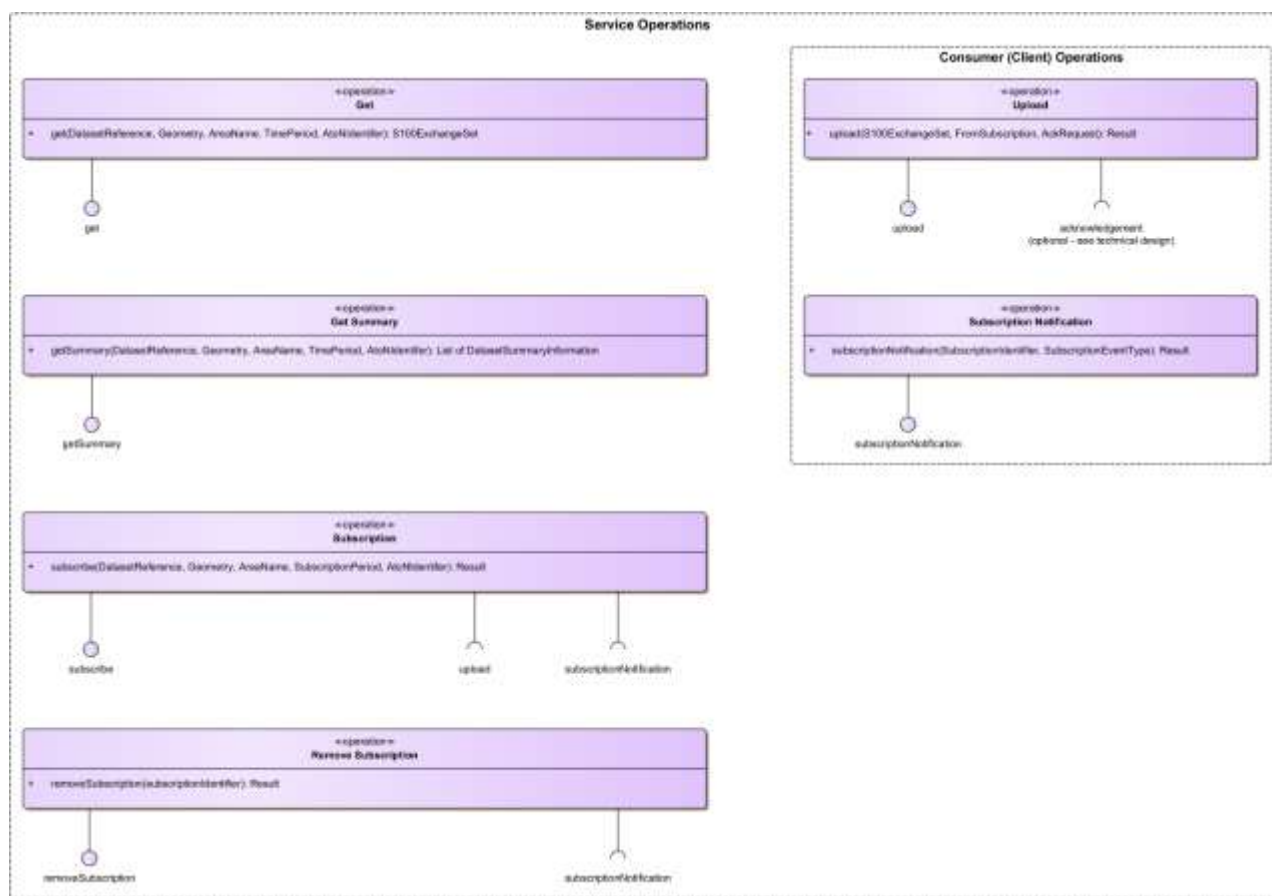 Service Operations
«operation»
Get
+ get(DatasetReference, Geometry, AreaName, TimePeriod, AtoNIdentifer): S100ExchangeSet
get
«operation»
Get Summary
+ getSummary(DatasetReference, Geometry, AreaName, TimePeriod, AtoNIdentifer): List of DatasetSummaryInformation
getSummary
«operation»
Subscription
+ subscribe(DatasetReference, Geometry, AreaName, SubscriptionPeriod, AtoNIdentifer): Result
subscribe
upload
subscriptionNotification
«operation»
Remove Subscription
+ removeSubscription(subscriptionIdentifier): Result
removeSubscription
subscriptionNotification
Consumer (Client) Operations
«operation»
Upload
+ upload(S100ExchangeSet, FromSubscription, AckRequest): Result
upload
acknowledgement
(optional - see technical design)
«operation»
Subscription Notification
+ subscriptionNotification(SubscriptionIdentifier, SubscriptionEventType): Result
subscriptionNotification